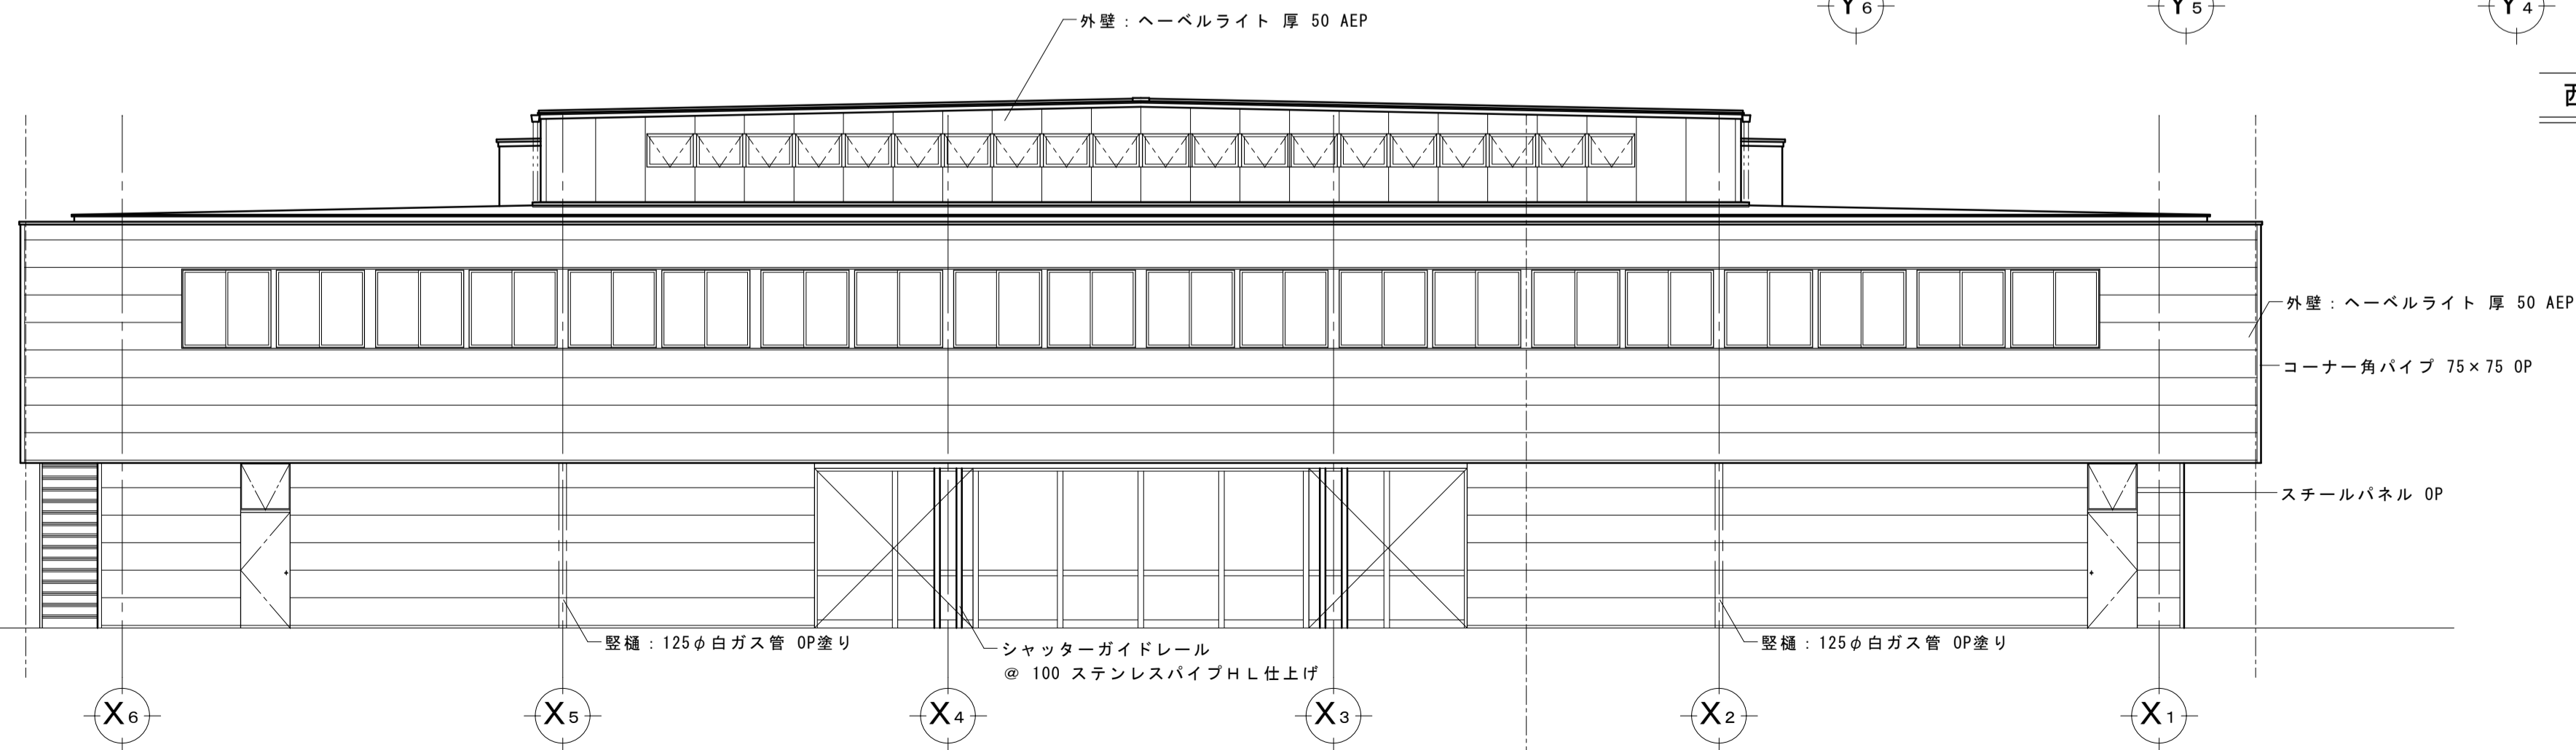 外壁：ヘーベルライト 厚 50 AEP
Y6
Y5
Y4
外壁：ヘーベルライト 厚 50 AEP
コーナー角パイプ 75×75 OP
スチールパネル OP
竪樋：125φ白ガス管 OP塗り
シャッターガイドレール
@ 100 ステンレスパイプＨＬ仕上げ
竪樋：125φ白ガス管 OP塗り
X6
X5
X4
X3
X2
X1